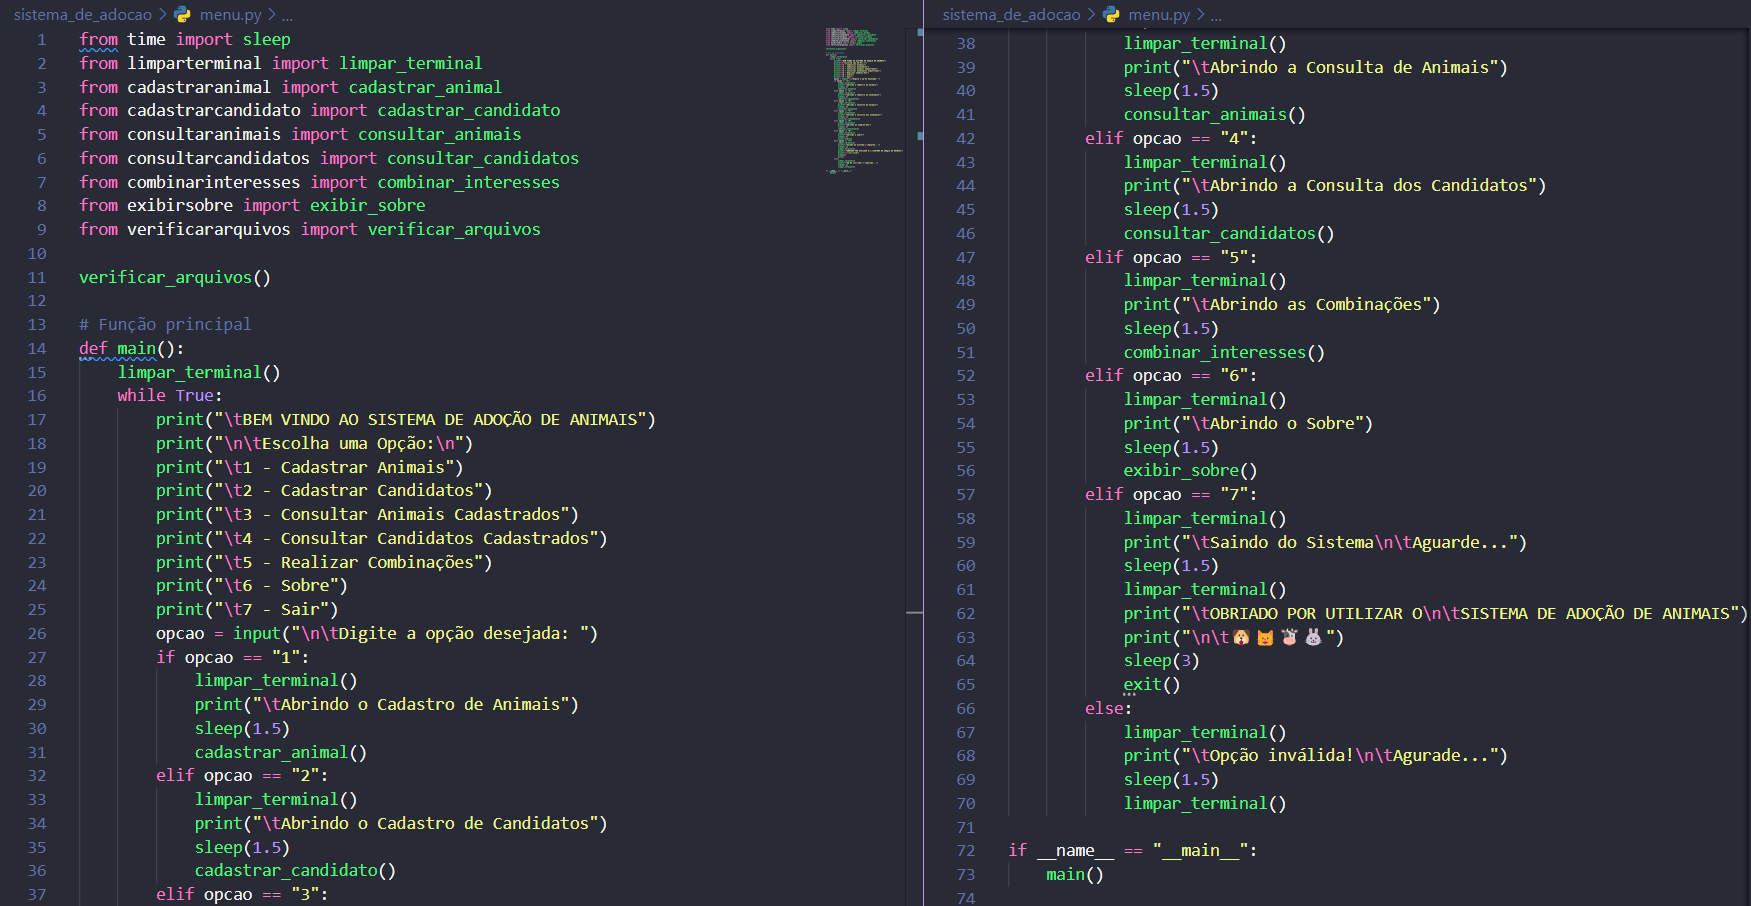 sistema_de_adocao > menu.py > ...
1 from time import sleep
2 from limparterminal import limpar_terminal
3 from cadastraranimal import cadastrar_animal
4 from cadastrarcandidato import cadastrar_candidato
5 from consultaranimais import consultar_animais
6 from consultarcandidatos import consultar_candidatos
7 from combinarinteresses import combinar_interesses
8 from exibirsobre import exibir_sobre
9 from verificararquivos import verificar_arquivos
10
11 verificar_arquivos()
12
13 # Função principal
14 def main():
15     limpar_terminal()
16     while True:
17         print("\tBEM VINDO AO SISTEMA DE ADOÇÃO DE ANIMAIS")
18         print("\n\tEscolha uma Opção:\n")
19         print("\t1 - Cadastrar Animais")
20         print("\t2 - Cadastrar Candidatos")
21         print("\t3 - Consultar Animais Cadastrados")
22         print("\t4 - Consultar Candidatos Cadastrados")
23         print("\t5 - Realizar Combinações")
24         print("\t6 - Sobre")
25         print("\t7 - Sair")
26         opcao = input("\n\tDigite a opção desejada: ")
27         if opcao == "1":
28             limpar_terminal()
29             print("\tAbrindo o Cadastro de Animais")
30             sleep(1.5)
31             cadastrar_animal()
32         elif opcao == "2":
33             limpar_terminal()
34             print("\tAbrindo o Cadastro de Candidatos")
35             sleep(1.5)
36             cadastrar_candidato()
37         elif opcao == "3":
sistema_de_adocao > menu.py > ...
38             limpar_terminal()
39             print("\tAbrindo a Consulta de Animais")
40             sleep(1.5)
41             consultar_animais()
42         elif opcao == "4":
43             limpar_terminal()
44             print("\tAbrindo a Consulta dos Candidatos")
45             sleep(1.5)
46             consultar_candidatos()
47         elif opcao == "5":
48             limpar_terminal()
49             print("\tAbrindo as Combinações")
50             sleep(1.5)
51             combinar_interesses()
52         elif opcao == "6":
53             limpar_terminal()
54             print("\tAbrindo o Sobre")
55             sleep(1.5)
56             exibir_sobre()
57         elif opcao == "7":
58             limpar_terminal()
59             print("\tSaindo do Sistema\n\tAguarde...")
60             sleep(1.5)
61             limpar_terminal()
62             print("\tOBRIADO POR UTILIZAR O\n\tSISTEMA DE ADOÇÃO DE ANIMAIS")
63             print("\n\t🐶🐱🐮🐰")
64             sleep(3)
65             exit()
66         else:
67             limpar_terminal()
68             print("\tOpção inválida!\n\tAgurade...")
69             sleep(1.5)
70             limpar_terminal()
71
72 if __name__ == "__main__":
73     main()
74